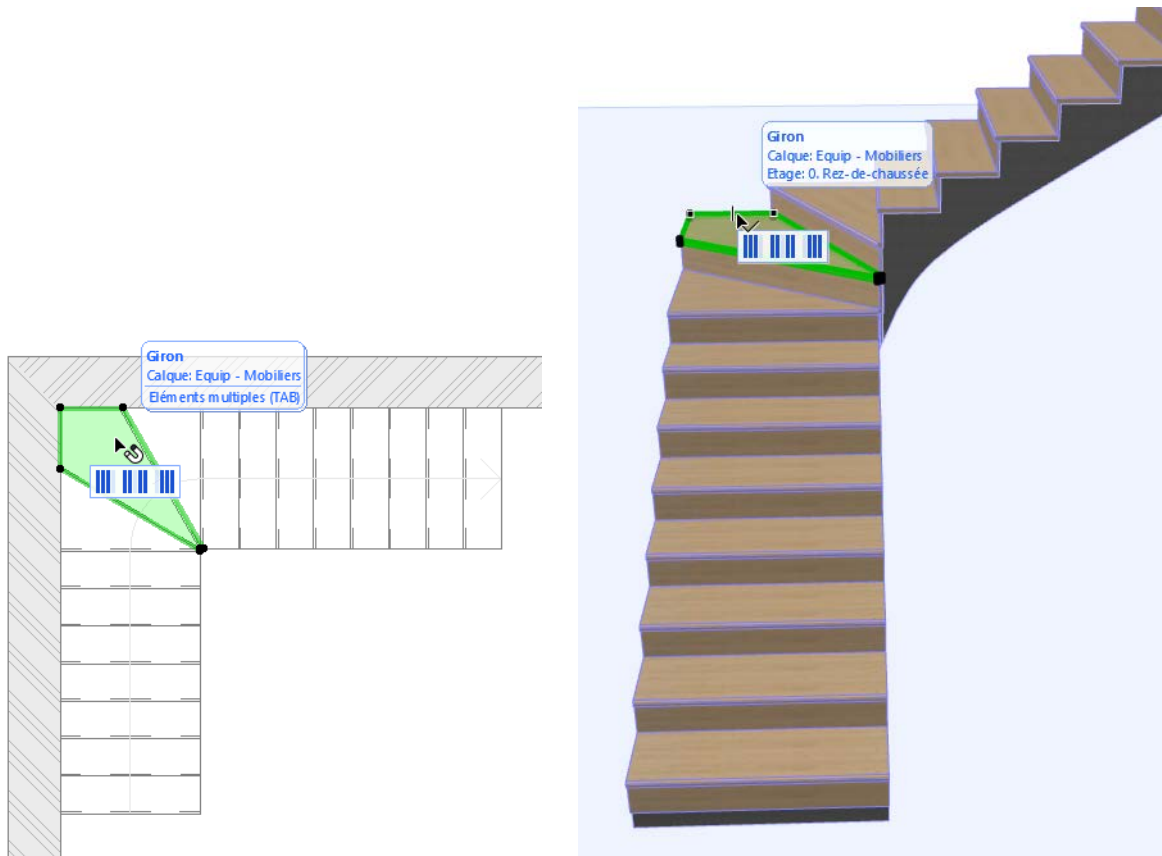 Giron
Calque: Equip - Mobiliers
Eléments multiples (TAB)
Giron
Calque: Equip - Mobiliers
Etage: 0. Rez-de-chaussée